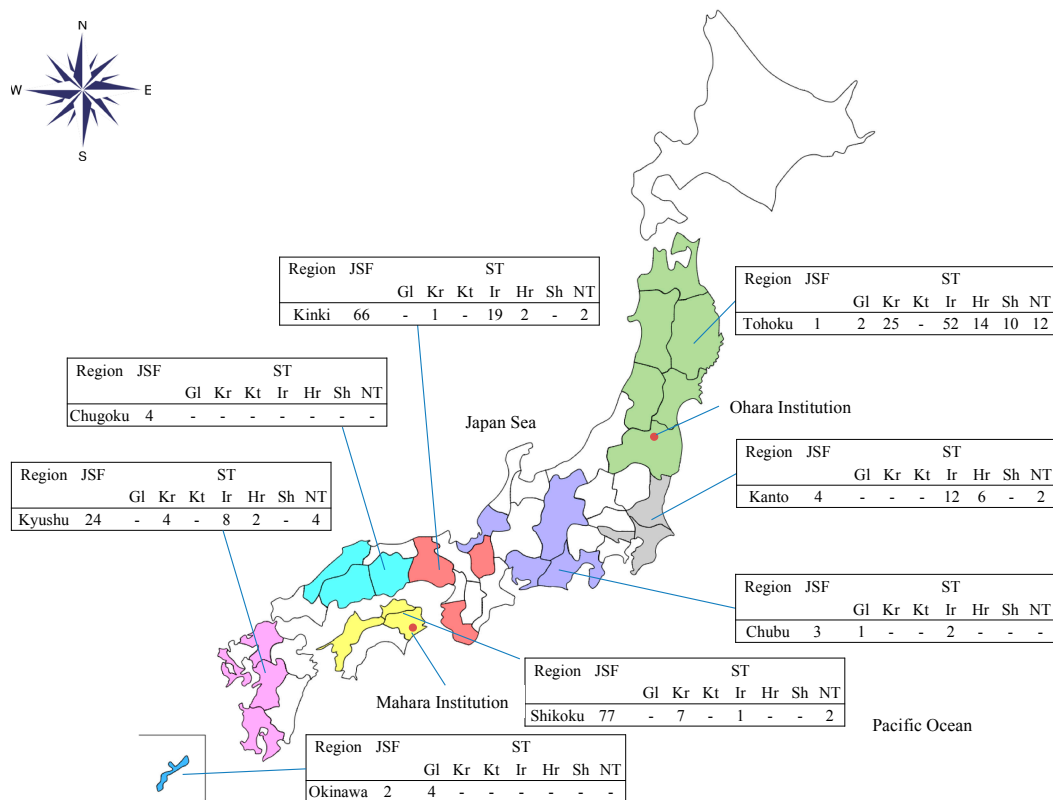 N
W E
S
Region JSF ST
Gl Kr Kt Ir Hr Sh NT
Kinki 66 - 1 - 19 2 - 2
Region JSF ST
Gl Kr Kt Ir Hr Sh NT
Tohoku 1 2 25 - 52 14 10 12
Region JSF ST
Gl Kr Kt Ir Hr Sh NT
Chugoku 4 - - - - - - -
Japan Sea
Ohara Institution
Region JSF ST
Gl Kr Kt Ir Hr Sh NT
Kanto 4 - - - 12 6 - 2
Region JSF ST
Gl Kr Kt Ir Hr Sh NT
Kyushu 24 - 4 - 8 2 - 4
Region JSF ST
Gl Kr Kt Ir Hr Sh NT
Chubu 3 1 - - 2 - - -
Region JSF ST
Gl Kr Kt Ir Hr Sh NT
Shikoku 77 - 7 - 1 - - 2
Mahara Institution
Pacific Ocean
Region JSF ST
Gl Kr Kt Ir Hr Sh NT
Okinawa 2 4 - - - - - -